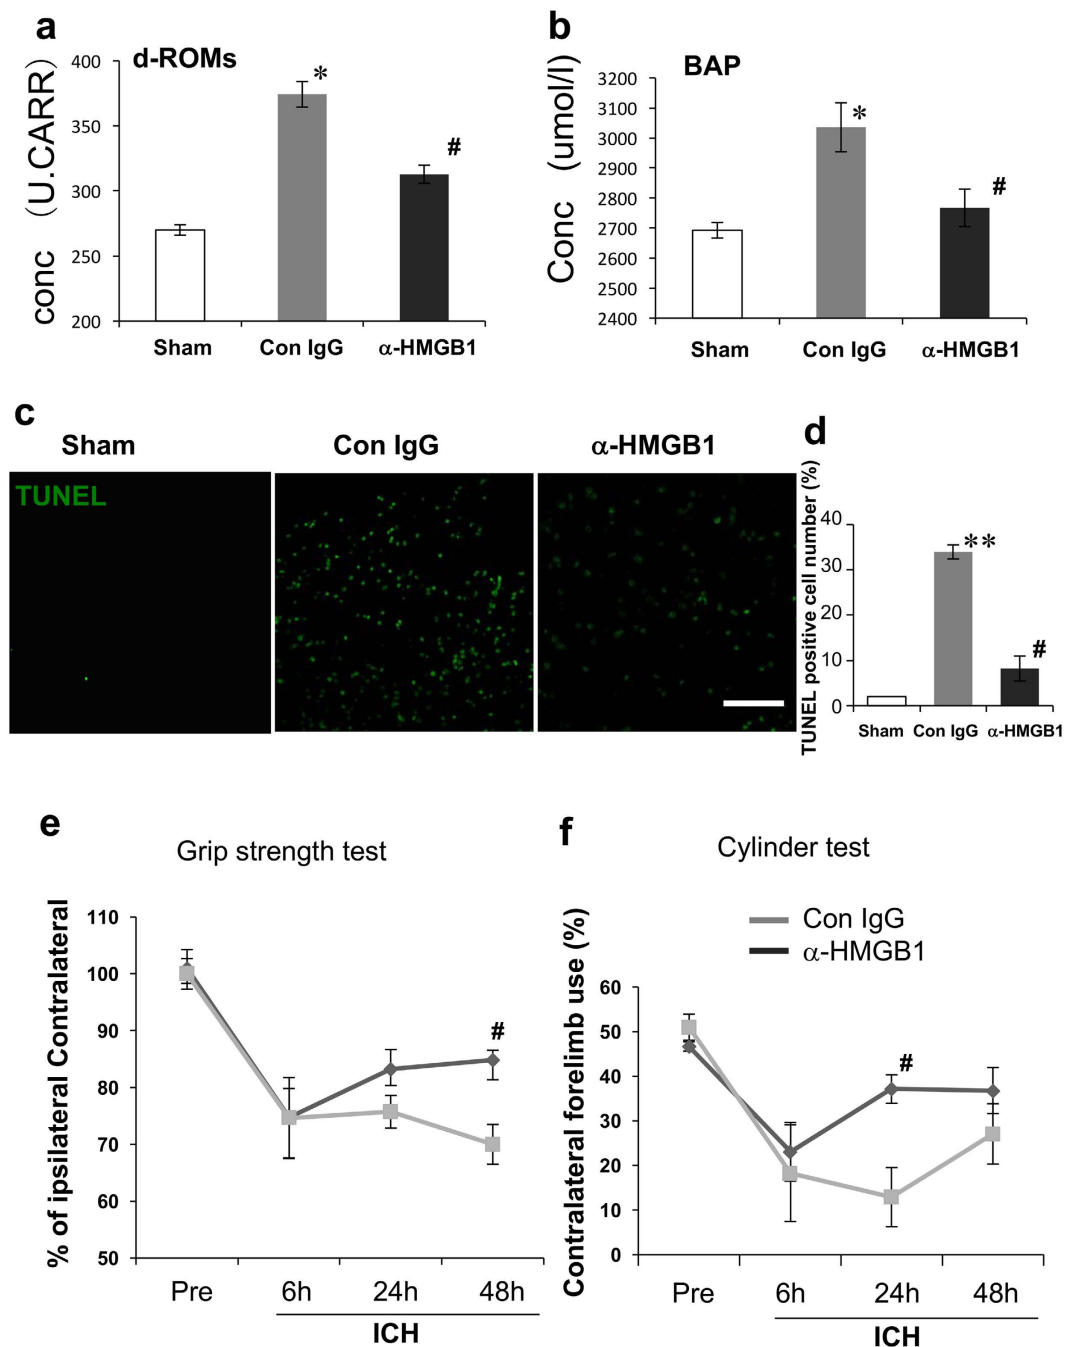 a
d-ROMs
conc (U.CARR)
400
350
300
250
200
*
#
Sham Con IgG α-HMGB1
b
BAP
Conc (umol/l)
3200
3100
3000
2900
2800
2700
2600
2500
2400
*
#
Sham Con IgG α-HMGB1
c
Sham Con IgG α-HMGB1
TUNEL
d
TUNEL positive cell number (%)
40
30
20
10
0
**
#
Sham Con IgG α-HMGB1
e
Grip strength test
% of ipsilateral Contralateral
110
100
90
80
70
60
50
#
Pre 6h 24h 48h
ICH
f
Cylinder test
Con IgG
α-HMGB1
Contralateral forelimb use (%)
60
50
40
30
20
10
0
#
Pre 6h 24h 48h
ICH